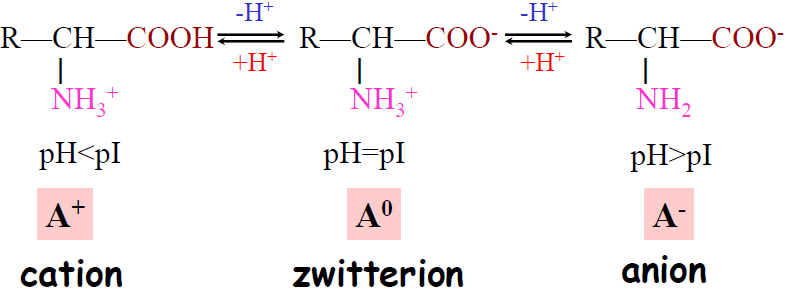 -H⁺ -H⁺
R—CH—COOH R—CH—COO⁻ R—CH—COO⁻
+H⁺ +H⁺
NH₃⁺ NH₃⁺ NH₂
pH<pI pH=pI pH>pI
A⁺ A⁰ A⁻
cation zwitterion anion